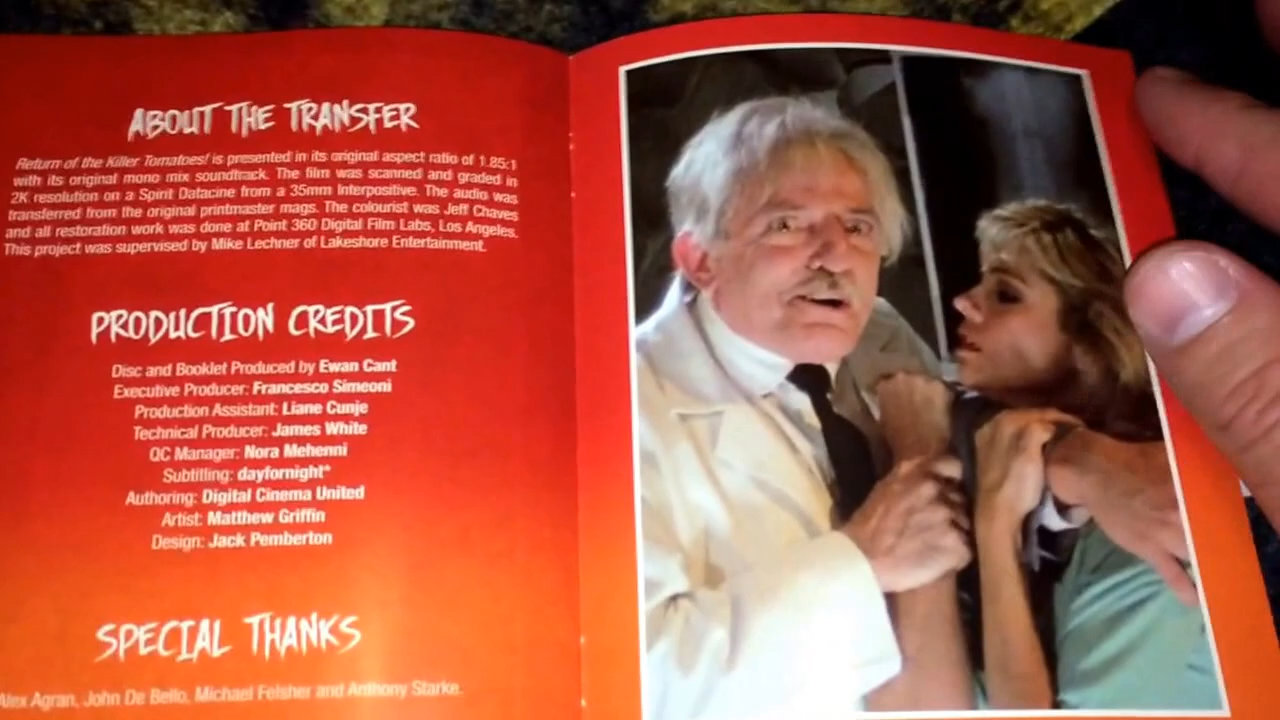 ABOUT THE TRANSFER
Return of the Killer Tomatoes! is presented in its original aspect ratio of 1.85:1
with its original mono mix soundtrack. The film was scanned and graded in
2K resolution on a Spirit Datacine from a 35mm Interpositive. The audio was
transferred from the original printmaster mags. The colourist was Jeff Chaves
and all restoration work was done at Point 360 Digital Film Labs, Los Angeles.
This project was supervised by Mike Lechner of Lakeshore Entertainment.
PRODUCTION CREDITS
Disc and Booklet Produced by Ewan Cant
Executive Producer: Francesco Simeoni
Production Assistant: Liane Cunje
Technical Producer: James White
QC Manager: Nora Mehenni
Subtitling: dayfornight*
Authoring: Digital Cinema United
Artist: Matthew Griffin
Design: Jack Pemberton
SPECIAL THANKS
Alex Agran, John De Bello, Michael Felsher and Anthony Starke.